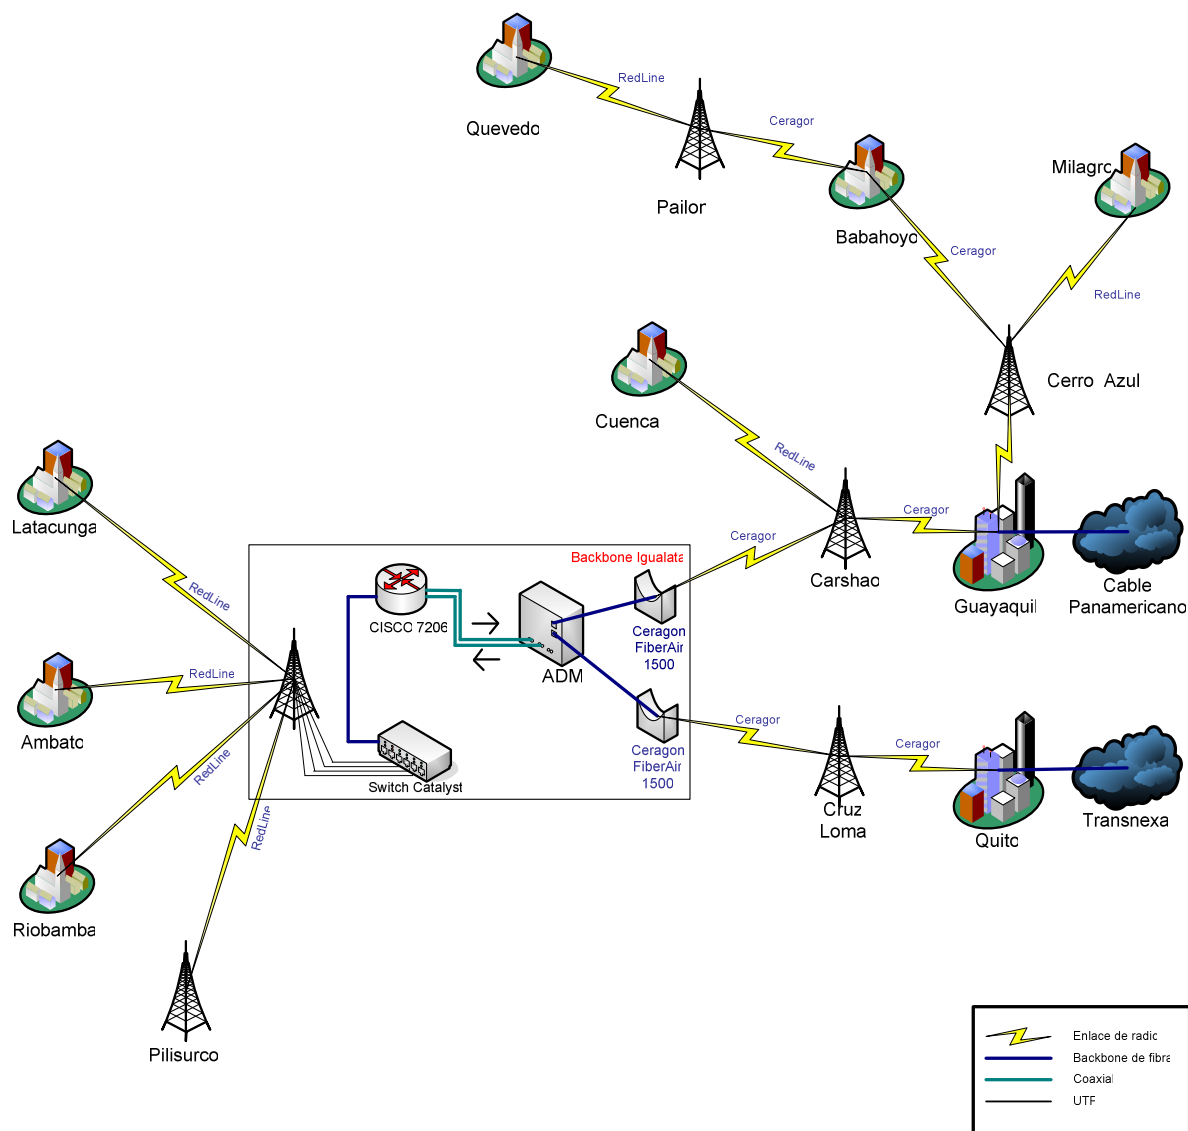 RedLine
Quevedo
Ceragor
Pailor
Milagro
Babahoyo
Ceragor
RedLine
Cerro Azul
Cuenca
RedLine
Latacunga
Ceragor
Ceragor
Carshao
Guayaquil
Cable
Panamericano
Backbone Igualata
RedLine
CISCO 7206
ADM
Ceragon
FiberAir
1500
RedLine
Ambato
RedLine
Switch Catalyst
Ceragon
FiberAir
1500
Ceragor
Ceragor
Cruz
Loma
Quito
Transnexa
RedLine
Riobamba
Pilisurco
Enlace de radio
Backbone de fibra
Coaxial
UTP